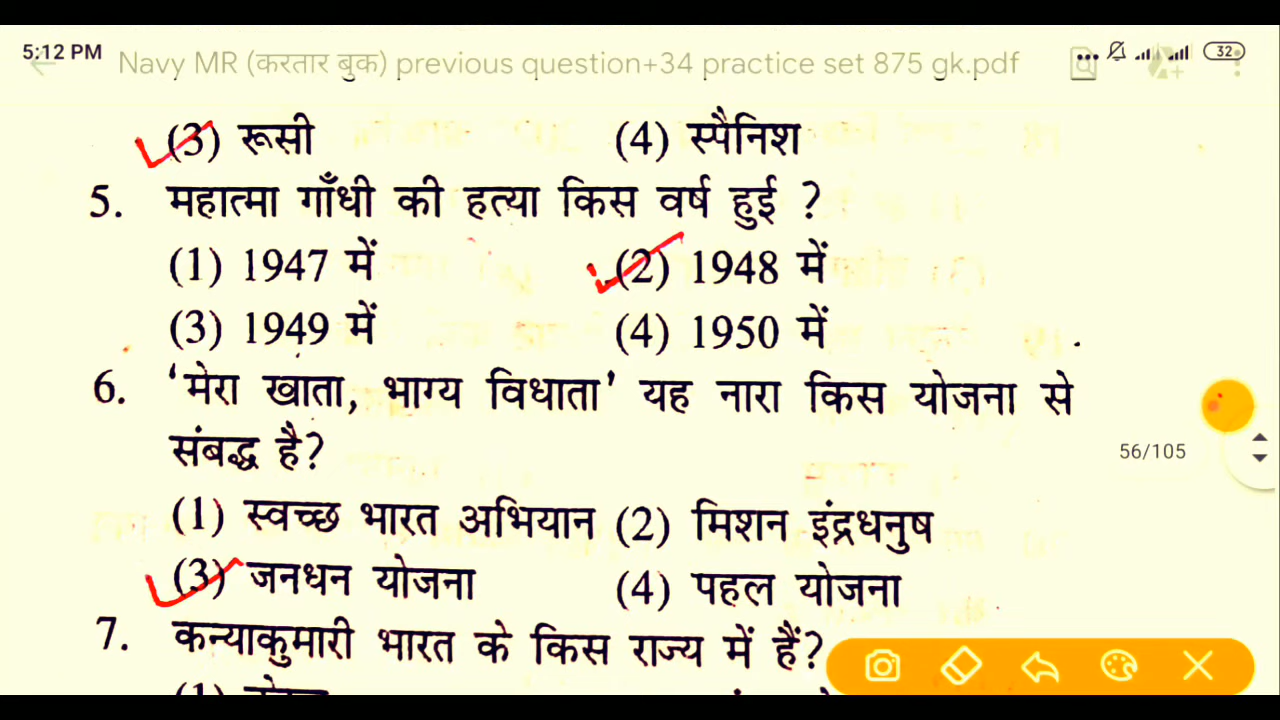 5:12 PM
32
Navy MR (करतार बुक) previous question+34 practice set 875 gk.pdf
(3) रूसी (4) स्पैनिश
5. महात्मा गाँधी की हत्या किस वर्ष हुई ?
(1) 1947 में (2) 1948 में
(3) 1949 में (4) 1950 में
6. ‘मेरा खाता, भाग्य विधाता’ यह नारा किस योजना से
संबद्ध है?
56/105
(1) स्वच्छ भारत अभियान (2) मिशन इंद्रधनुष
(3) जनधन योजना (4) पहल योजना
7. कन्याकुमारी भारत के किस राज्य में हैं?
(1)